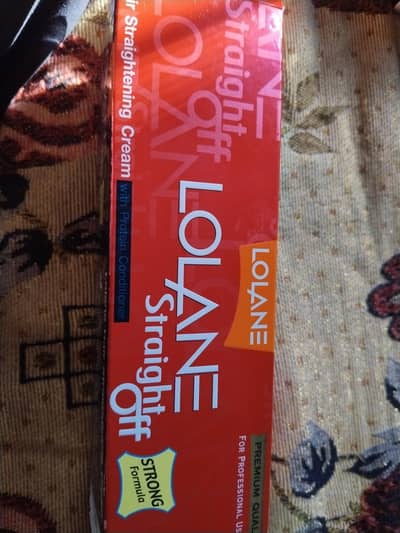 LOLANE
Straight off
LOLANE
PREMIUM QUAL
FOR PROFESSIONAL US
LOLANE
Straight
off
STRONG
Formula
ir Straightening Cream
with Protein Conditioner